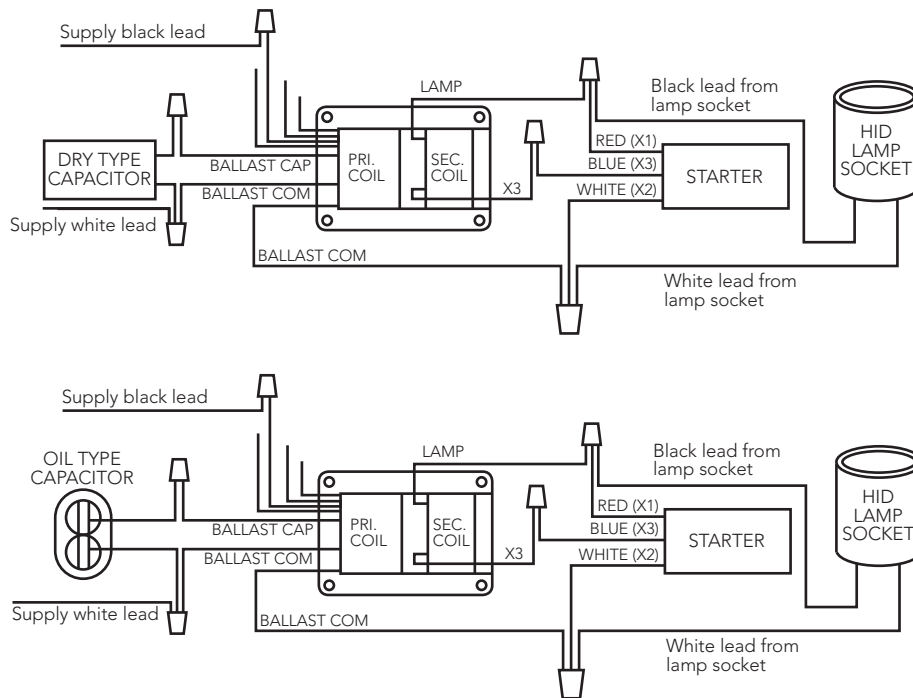 Supply black lead
LAMP
Black lead from
lamp socket
HID
LAMP
SOCKET
DRY TYPE
CAPACITOR
BALLAST CAP
BALLAST COM
PRI.
COIL
SEC.
COIL
X3
RED (X1)
BLUE (X3)
WHITE (X2)
STARTER
Supply white lead
BALLAST COM
White lead from
lamp socket
Supply black lead
LAMP
Black lead from
lamp socket
HID
LAMP
SOCKET
OIL TYPE
CAPACITOR
BALLAST CAP
BALLAST COM
PRI.
COIL
SEC.
COIL
X3
RED (X1)
BLUE (X3)
WHITE (X2)
STARTER
Supply white lead
BALLAST COM
White lead from
lamp socket